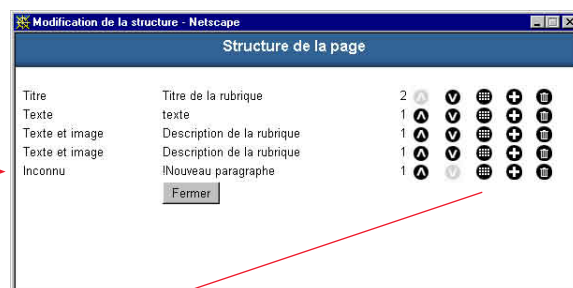 Modification de la structure - Netscape
Structure de la page
Titre Titre de la rubrique 2
Texte texte 1
Texte et image Description de la rubrique 1
Texte et image Description de la rubrique 1
Inconnu !Nouveau paragraphe 1
Fermer